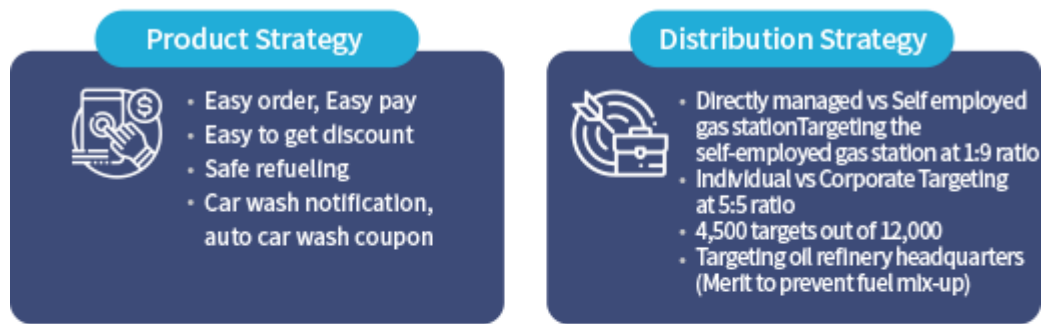 Product Strategy
• Easy order, Easy pay
• Easy to get discount
• Safe refueling
• Car wash notification,
auto car wash coupon
Distribution Strategy
• Directly managed vs Self employed
gas stationTargeting the
self-employed gas station at 1:9 ratio
• Individual vs Corporate Targeting
at 5:5 ratio
• 4,500 targets out of 12,000
• Targeting oil refinery headquarters
(Merit to prevent fuel mix-up)